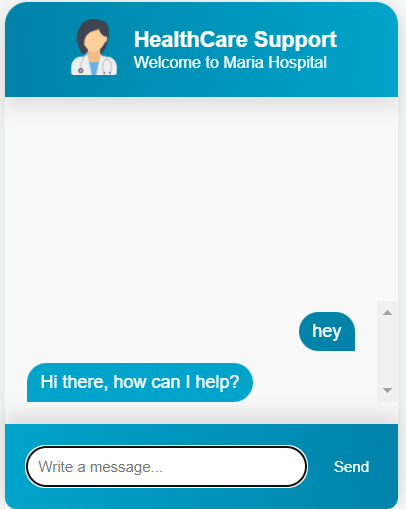 HealthCare Support
Welcome to Maria Hospital
hey
Hi there, how can I help?
Write a message...
Send